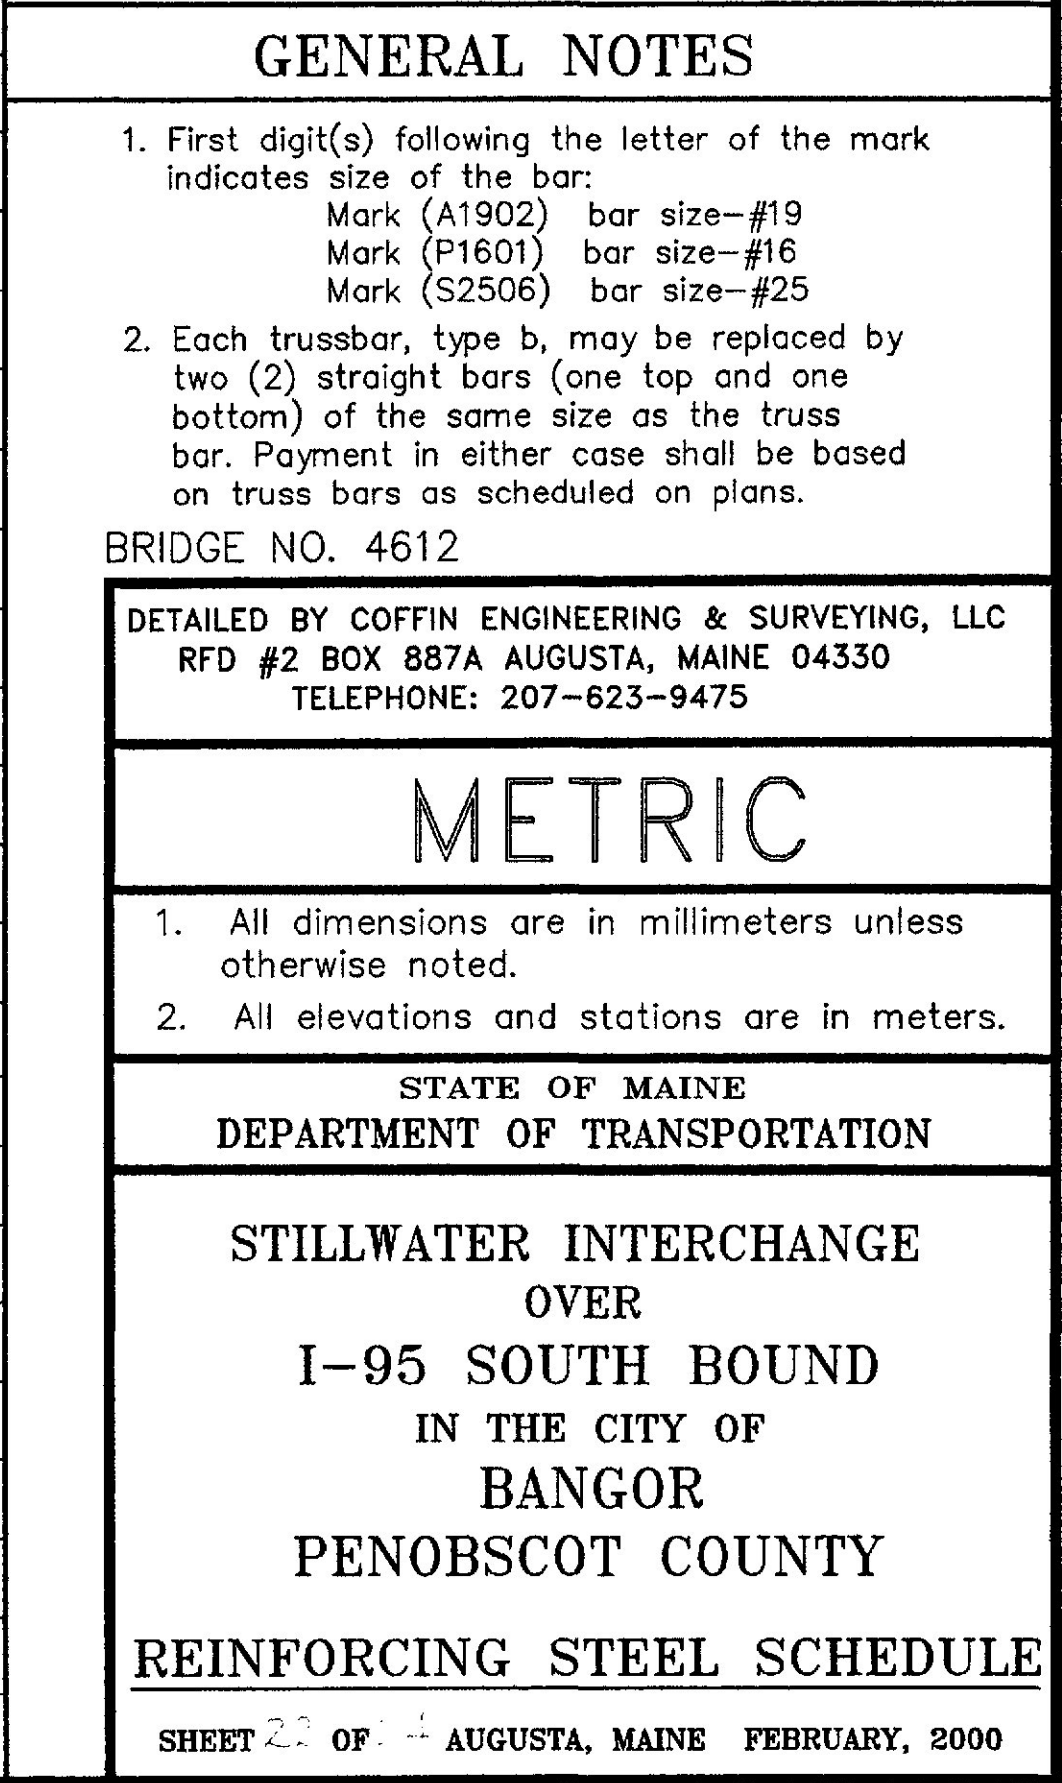 GENERAL NOTES
1. First digit(s) following the letter of the mark
indicates size of the bar:
Mark (A1902) bar size-#19
Mark (P1601) bar size-#16
Mark (S2506) bar size-#25
2. Each trussbar, type b, may be replaced by
two (2) straight bars (one top and one
bottom) of the same size as the truss
bar. Payment in either case shall be based
on truss bars as scheduled on plans.
BRIDGE NO. 4612
DETAILED BY COFFIN ENGINEERING & SURVEYING, LLC
RFD #2 BOX 887A AUGUSTA, MAINE 04330
TELEPHONE: 207-623-9475
METRIC
1. All dimensions are in millimeters unless
otherwise noted.
2. All elevations and stations are in meters.
STATE OF MAINE
DEPARTMENT OF TRANSPORTATION
STILLWATER INTERCHANGE
OVER
I-95 SOUTH BOUND
IN THE CITY OF
BANGOR
PENOBSCOT COUNTY
REINFORCING STEEL SCHEDULE
SHEET OF AUGUSTA, MAINE FEBRUARY, 2000